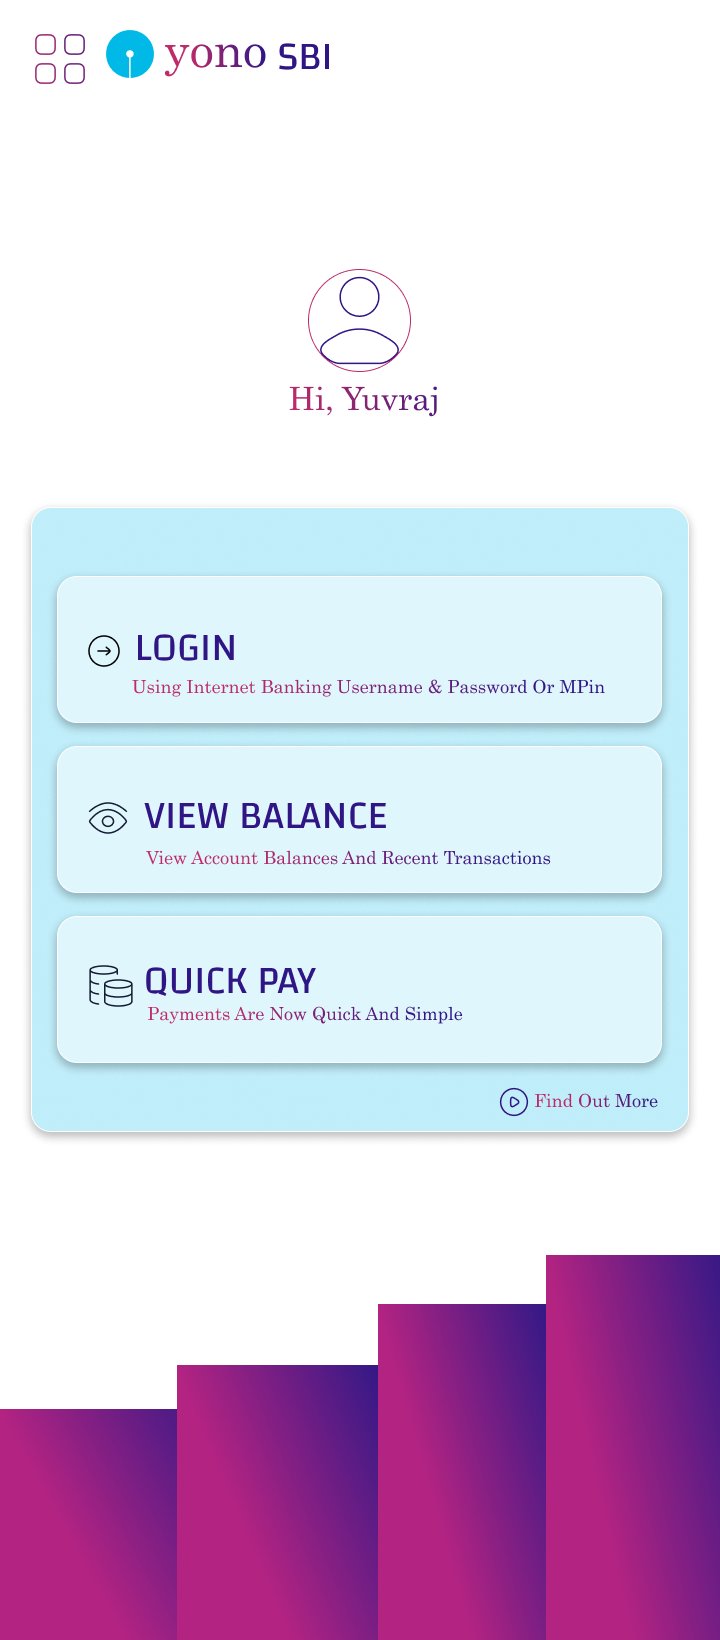 yono SBI
Hi, Yuvraj
LOGIN
Using Internet Banking Username & Password Or MPin
VIEW BALANCE
View Account Balances And Recent Transactions
QUICK PAY
Payments Are Now Quick And Simple
Find Out More